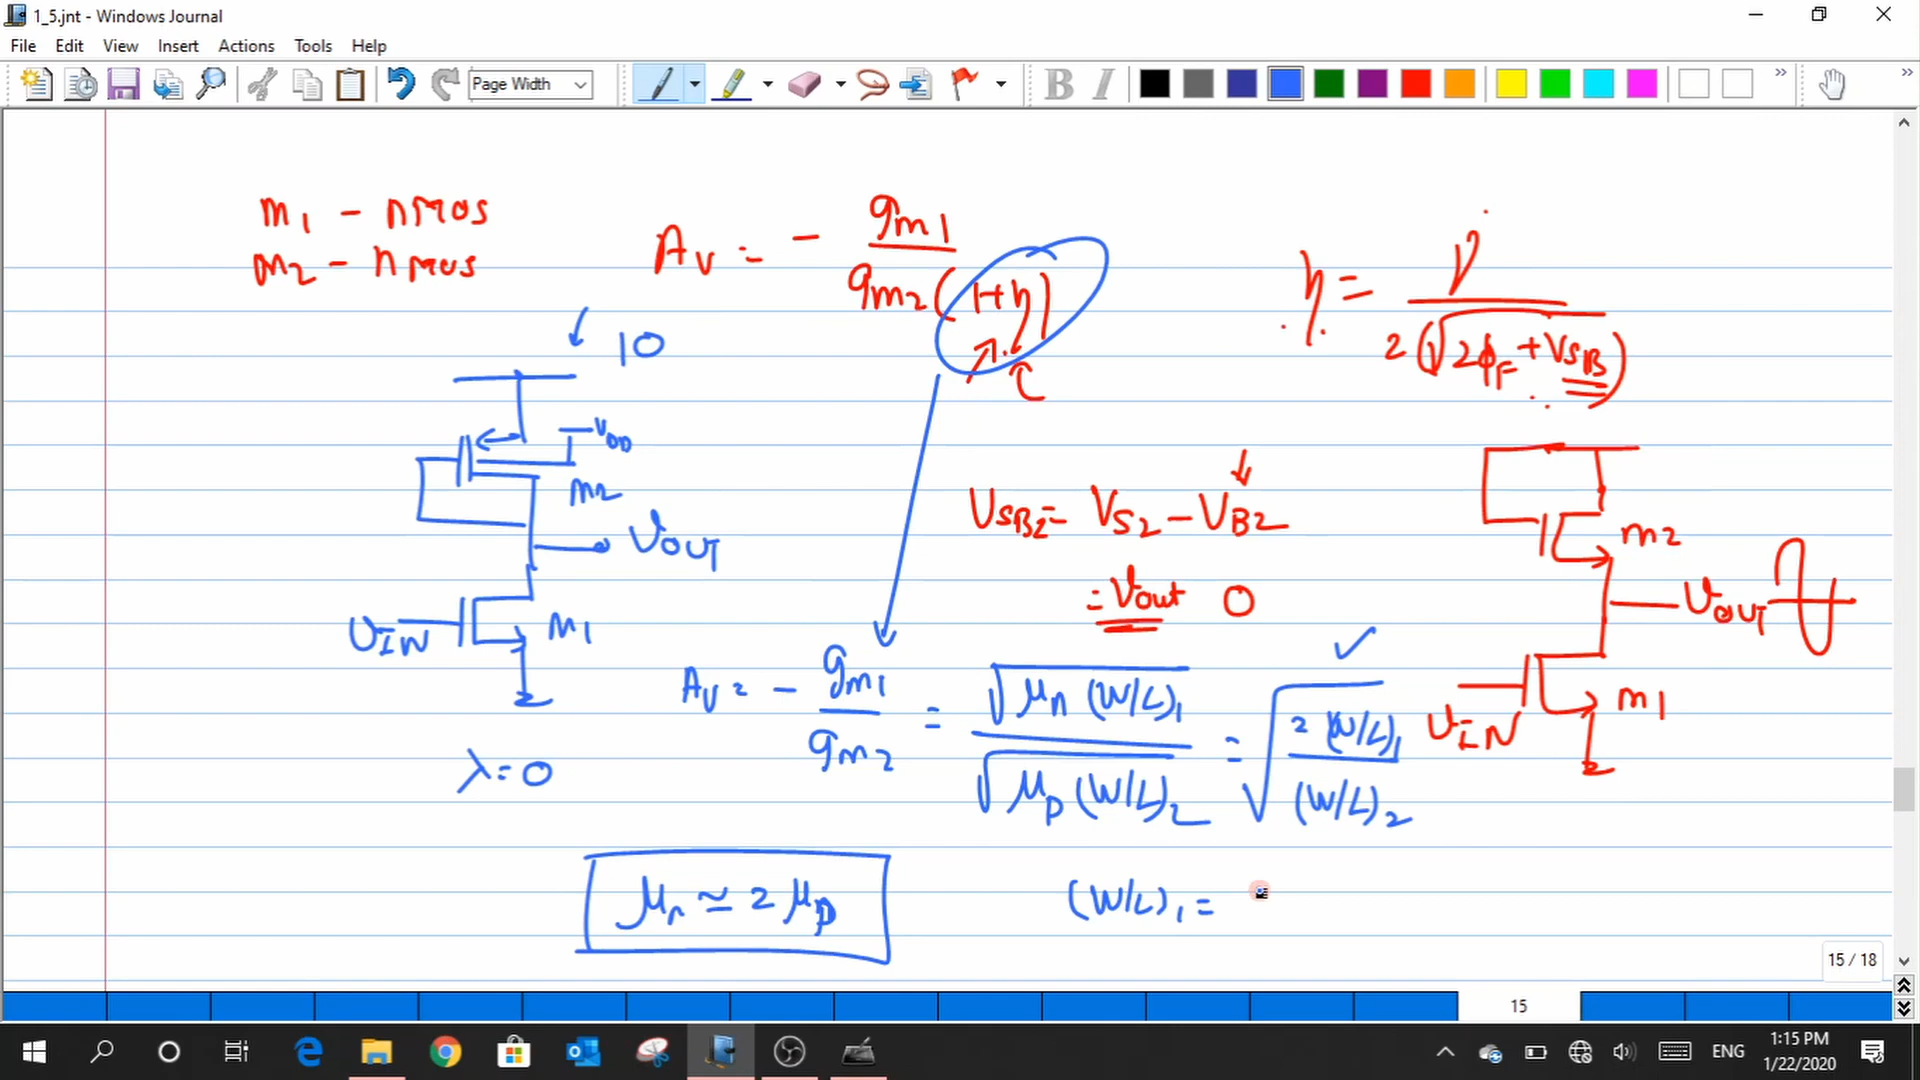 1_5.jnt - Windows Journal
File Edit View Insert Actions Tools Help
Page Width
B I
m1 - nmos
m2 - nmos
Av = - gm1 / gm2 (1+η)
η = γ / 2(√2φF + VSB)
10
VDD
m2
VOUT
VIN
m1
λ = 0
VSB2 = VS2 - VB2
= Vout 0
m2
VOUT
m1
VIN
Av = - gm1 / gm2 = √μn (W/L)1 / √μp (W/L)2 = √2 (W/L)1 / (W/L)2
μn ≃ 2 μp
(W/L)1 =
15 / 18
15
ENG
1:15 PM
1/22/2020